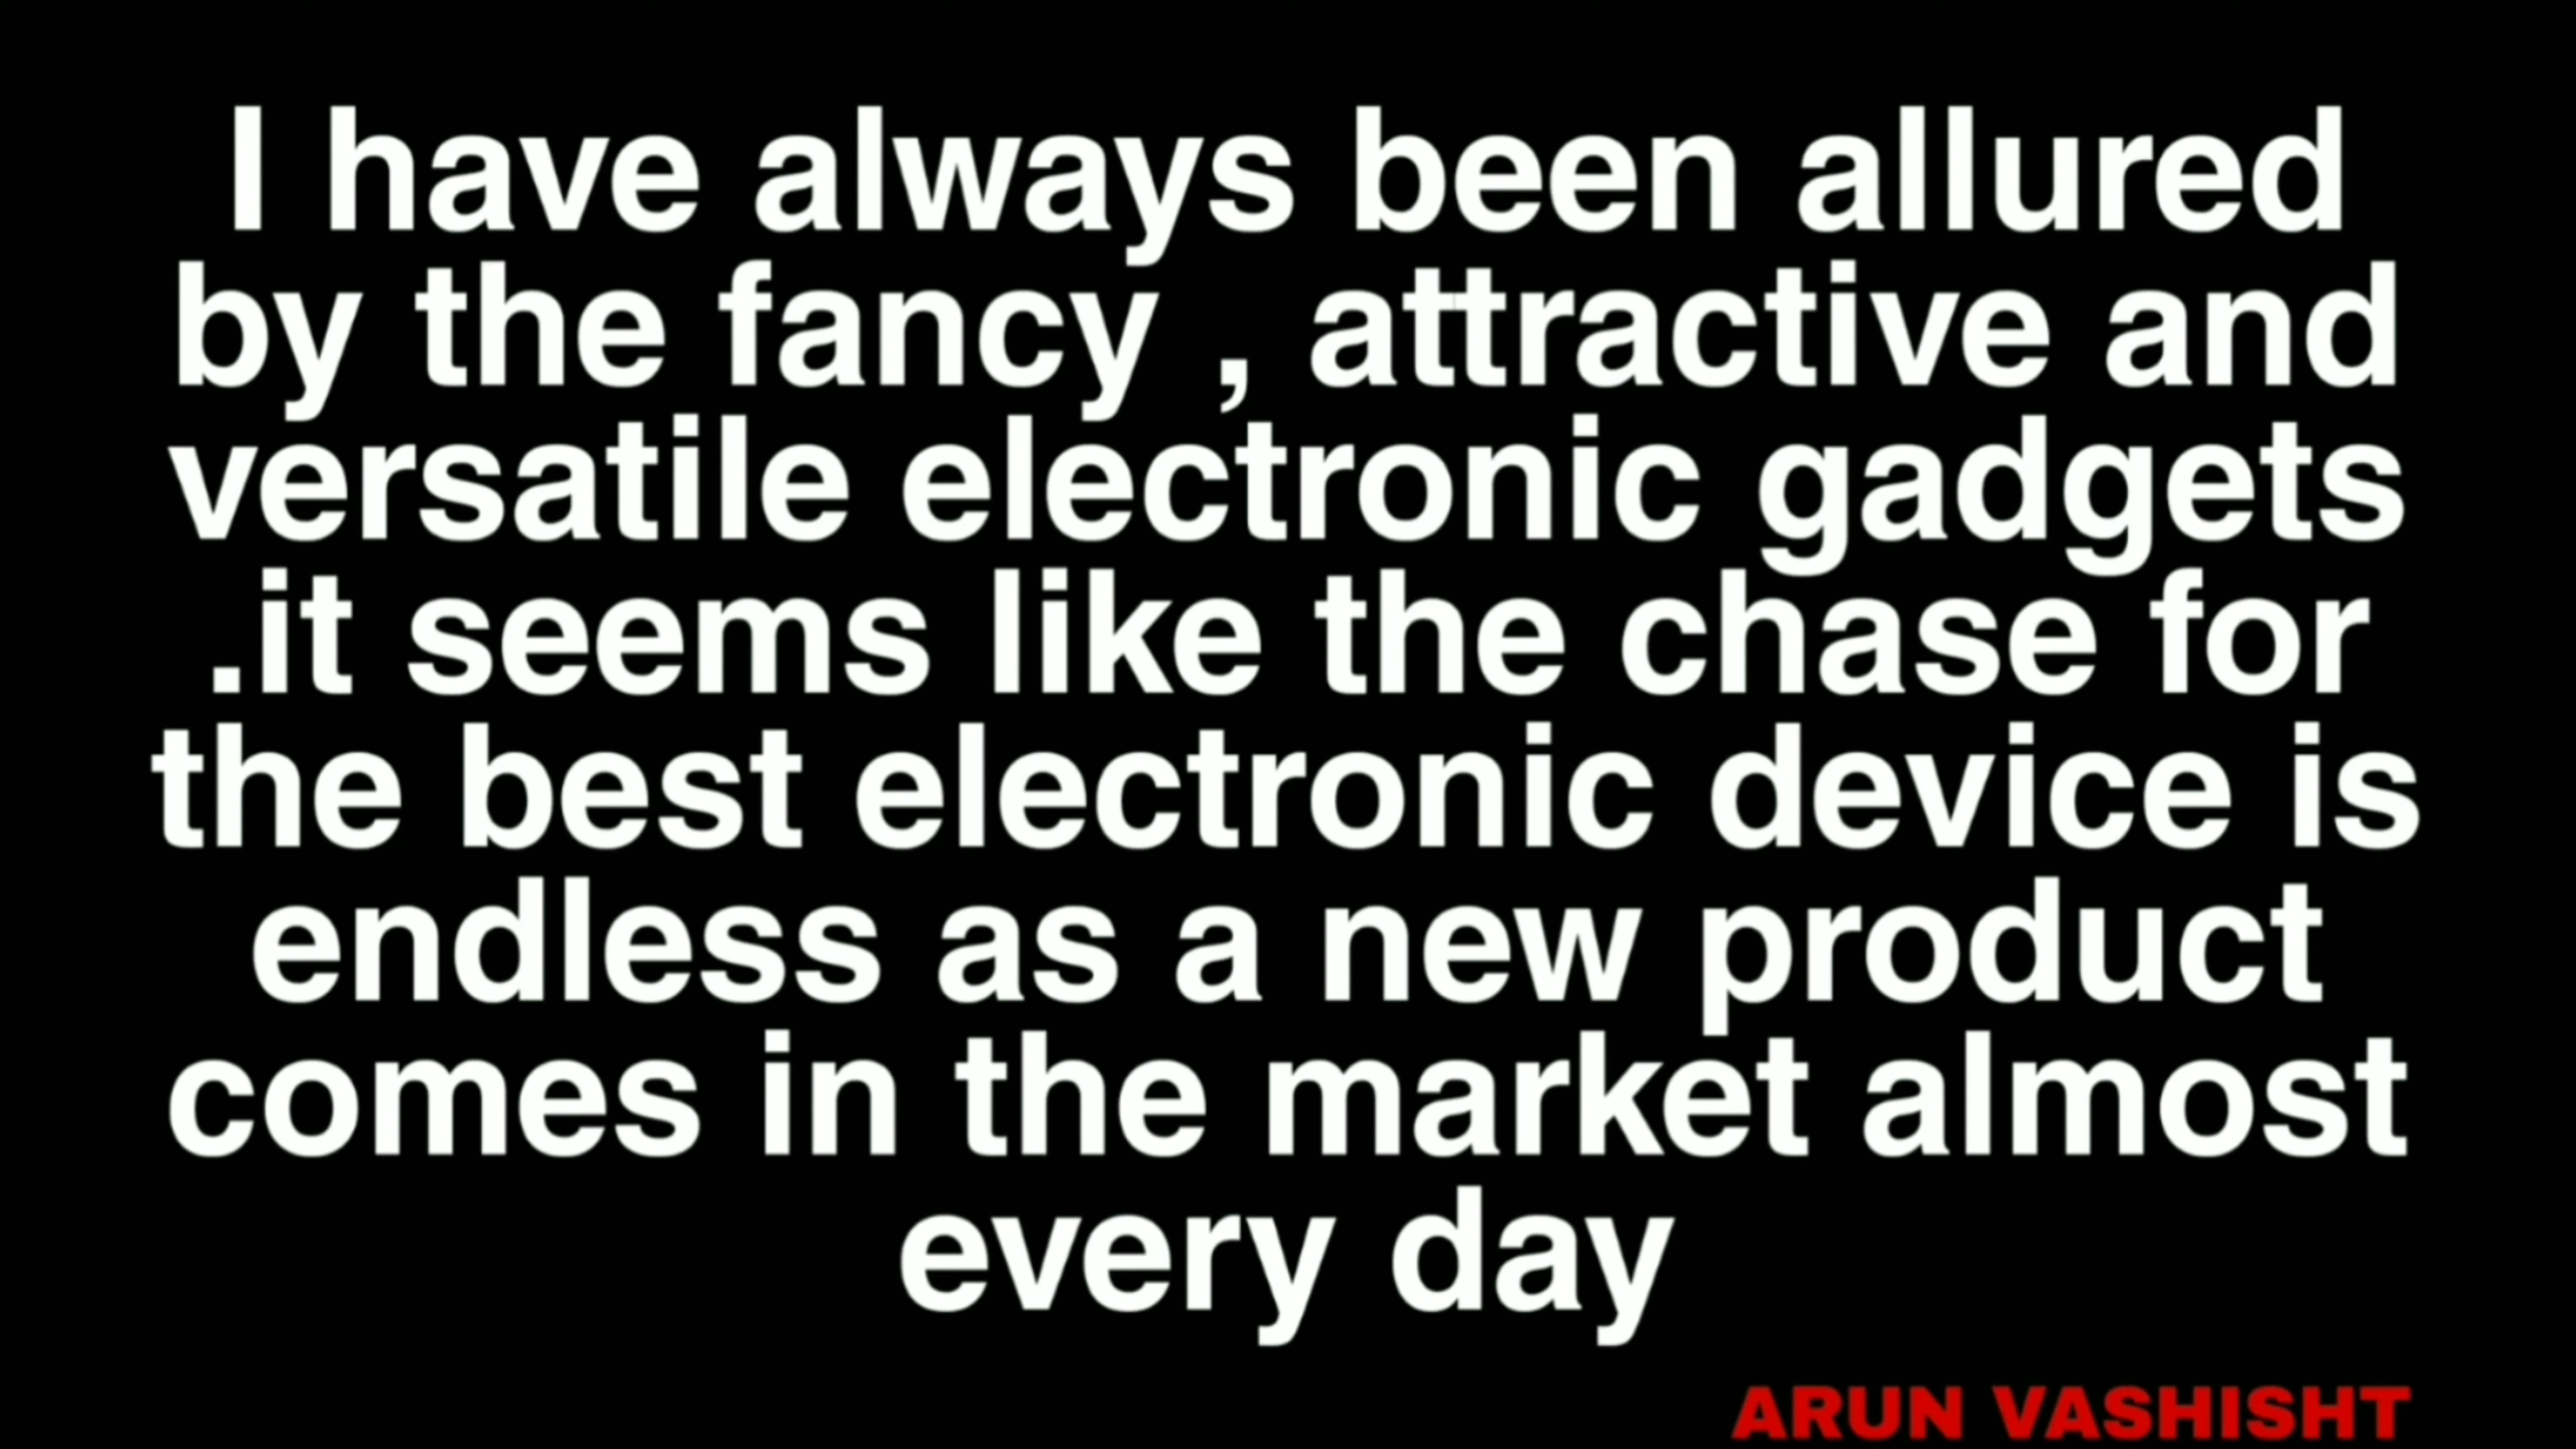 I have always been allured
by the fancy , attractive and
versatile electronic gadgets
.it seems like the chase for
the best electronic device is
endless as a new product
comes in the market almost
every day
ARUN VASHISHT